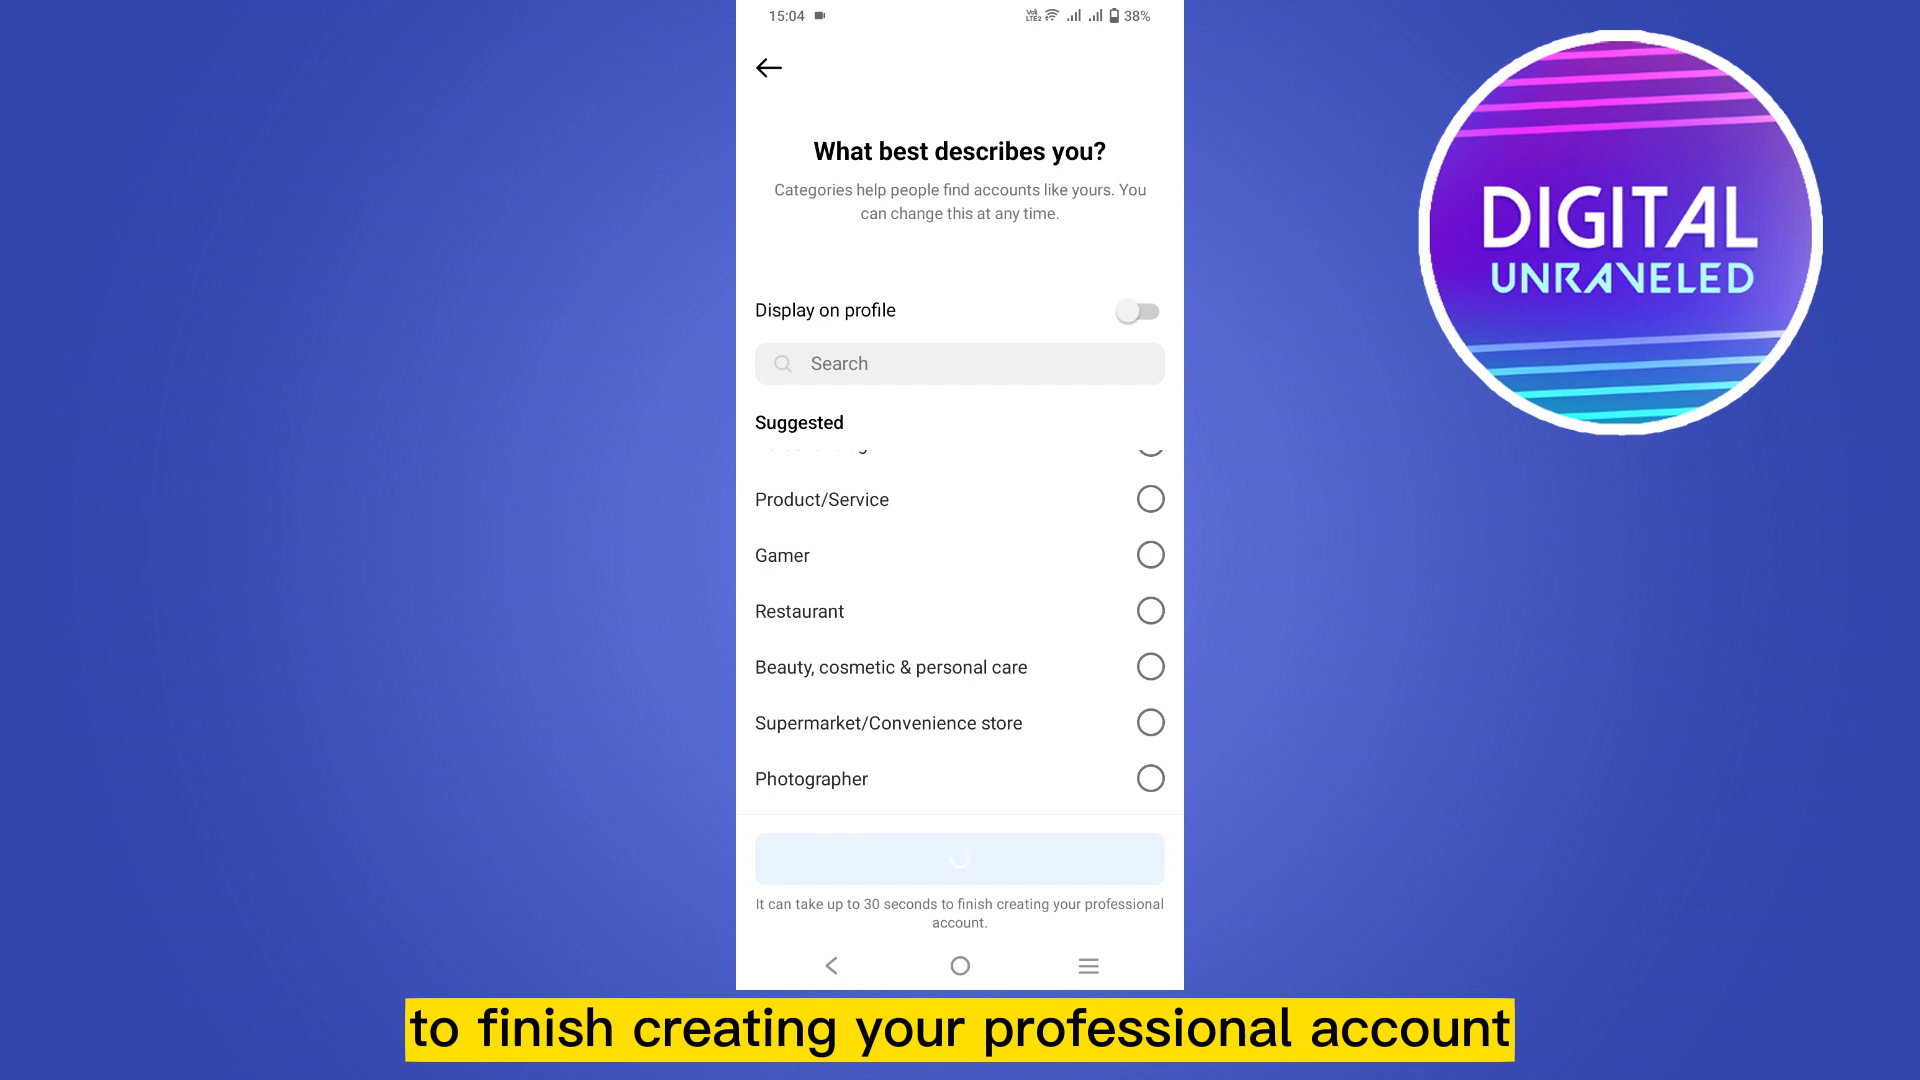 15:04
Vo) LTE2 38%
What best describes you?
Categories help people find accounts like yours. You
can change this at any time.
Display on profile
Search
Suggested
Product/Service
Gamer
Restaurant
Beauty, cosmetic & personal care
Supermarket/Convenience store
Photographer
It can take up to 30 seconds to finish creating your professional
account.
to finish creating your professional account
DIGITAL
UNRAVELED